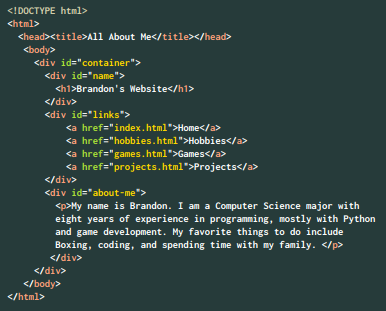 <!DOCTYPE html>
<html>
<head><title>All About Me</title></head>
<body>
<div id="container">
<div id="name">
<h1>Brandon's Website</h1>
</div>
<div id="links">
<a href="index.html">Home</a>
<a href="hobbies.html">Hobbies</a>
<a href="games.html">Games</a>
<a href="projects.html">Projects</a>
</div>
<div id="about-me">
<p>My name is Brandon. I am a Computer Science major with
eight years of experience in programming, mostly with Python
and game development. My favorite things to do include
Boxing, coding, and spending time with my family. </p>
</div>
</div>
</body>
</html>